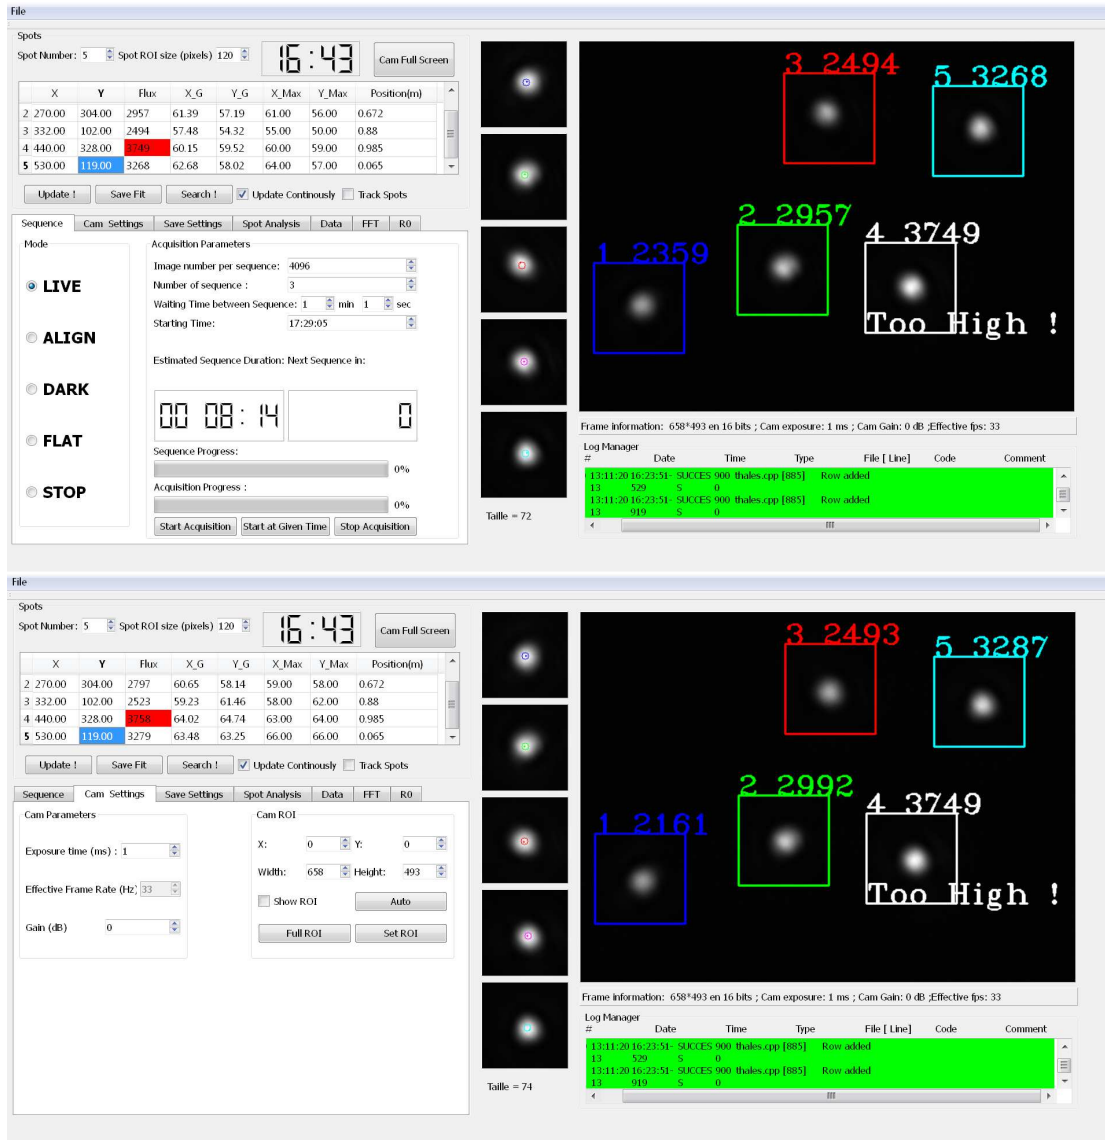 File
Spots
Spot Number: 5 Spot ROI size (pixels) 120 16:43 Cam Full Screen
X Y Flux X_G Y_G X_Max Y_Max Position(m)
2 270.00 304.00 2957 61.39 57.19 61.00 56.00 0.672
3 332.00 102.00 2494 57.48 54.32 55.00 50.00 0.88
4 440.00 328.00 3749 60.15 59.52 60.00 59.00 0.985
5 530.00 119.00 3268 62.68 58.02 64.00 57.00 0.065
Update ! Save Fit Search ! Update Continously Track Spots
Sequence Cam Settings Save Settings Spot Analysis Data FFT R0
Mode
LIVE
ALIGN
DARK
FLAT
STOP
Acquisition Parameters
Image number per sequence: 4096
Number of sequence : 3
Waiting Time between Sequence: 1 min 1 sec
Starting Time: 17:29:05
Estimated Sequence Duration: Next Sequence in:
00 08:14 0
Sequence Progress:
0%
Acquisition Progress :
0%
Start Acquisition Start at Given Time Stop Acquisition
Taille = 72
3 2494
5 3268
2 2957
1 2359
4 3749
Too High !
Frame information: 658*493 en 16 bits ; Cam exposure: 1 ms ; Cam Gain: 0 dB ;Effective fps: 33
Log Manager
# Date Time Type File [ Line] Code Comment
13:11:20 16:23:51- SUCCES 900 thales.cpp [885] Row added
13 529 S 0
13:11:20 16:23:51- SUCCES 900 thales.cpp [885] Row added
13 919 S 0
File
Spots
Spot Number: 5 Spot ROI size (pixels) 120 16:43 Cam Full Screen
X Y Flux X_G Y_G X_Max Y_Max Position(m)
2 270.00 304.00 2797 60.65 58.14 59.00 58.00 0.672
3 332.00 102.00 2523 59.23 61.46 58.00 62.00 0.88
4 440.00 328.00 3758 64.02 64.74 63.00 64.00 0.985
5 530.00 119.00 3279 63.48 63.25 66.00 66.00 0.065
Update ! Save Fit Search ! Update Continously Track Spots
Sequence Cam Settings Save Settings Spot Analysis Data FFT R0
Cam Parameters
Exposure time (ms) : 1
Effective Frame Rate (Hz) 33
Gain (dB) 0
Cam ROI
X: 0 Y: 0
Width: 658 Height: 493
Show ROI Auto
Full ROI Set ROI
Taille = 74
3 2493
5 3287
2 2992
1 2161
4 3749
Too High !
Frame information: 658*493 en 16 bits ; Cam exposure: 1 ms ; Cam Gain: 0 dB ;Effective fps: 33
Log Manager
# Date Time Type File [ Line] Code Comment
13:11:20 16:23:51- SUCCES 900 thales.cpp [885] Row added
13 529 S 0
13:11:20 16:23:51- SUCCES 900 thales.cpp [885] Row added
13 919 S 0